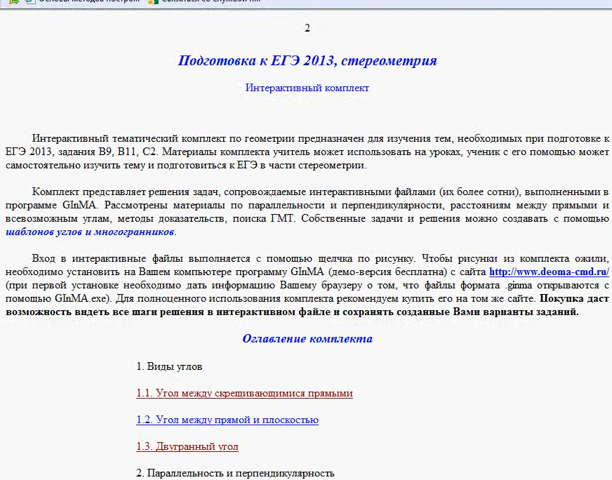 2
Подготовка к ЕГЭ 2013, стереометрия
Интерактивный комплект
Интерактивный тематический комплект по геометрии предназначен для изучения тем, необходимых при подготовке к
ЕГЭ 2013, задания В9, В11, С2. Материалы комплекта учитель может использовать на уроках, ученик с его помощью может
самостоятельно изучить тему и подготовиться к ЕГЭ в части стереометрии.
Комплект представляет решения задач, сопровождаемые интерактивными файлами (их более сотни), выполненными в
программе GInMA. Рассмотрены материалы по параллельности и перпендикулярности, расстояниям между прямыми и
всевозможным углам, методы доказательств, поиска ГМТ. Собственные задачи и решения можно создавать с помощью
шаблонов углов и многогранников.
Вход в интерактивные файлы выполняется с помощью щелчка по рисунку. Чтобы рисунки из комплекта ожили,
необходимо установить на Вашем компьютере программу GInMA (демо-версия бесплатна) с сайта http://www.deoma-cmd.ru/
(при первой установке необходимо дать информацию Вашему браузеру о том, что файлы формата .ginma открываются с
помощью GInMA.exe). Для полноценного использования комплекта рекомендуем купить его на том же сайте. Покупка даст
возможность видеть все шаги решения в интерактивном файле и сохранять созданные Вами варианты заданий.
Оглавление комплекта
1. Виды углов
1.1. Угол между скрещивающимися прямыми
1.2. Угол между прямой и плоскостью
1.3. Двугранный угол
2. Параллельность и перпендикулярность